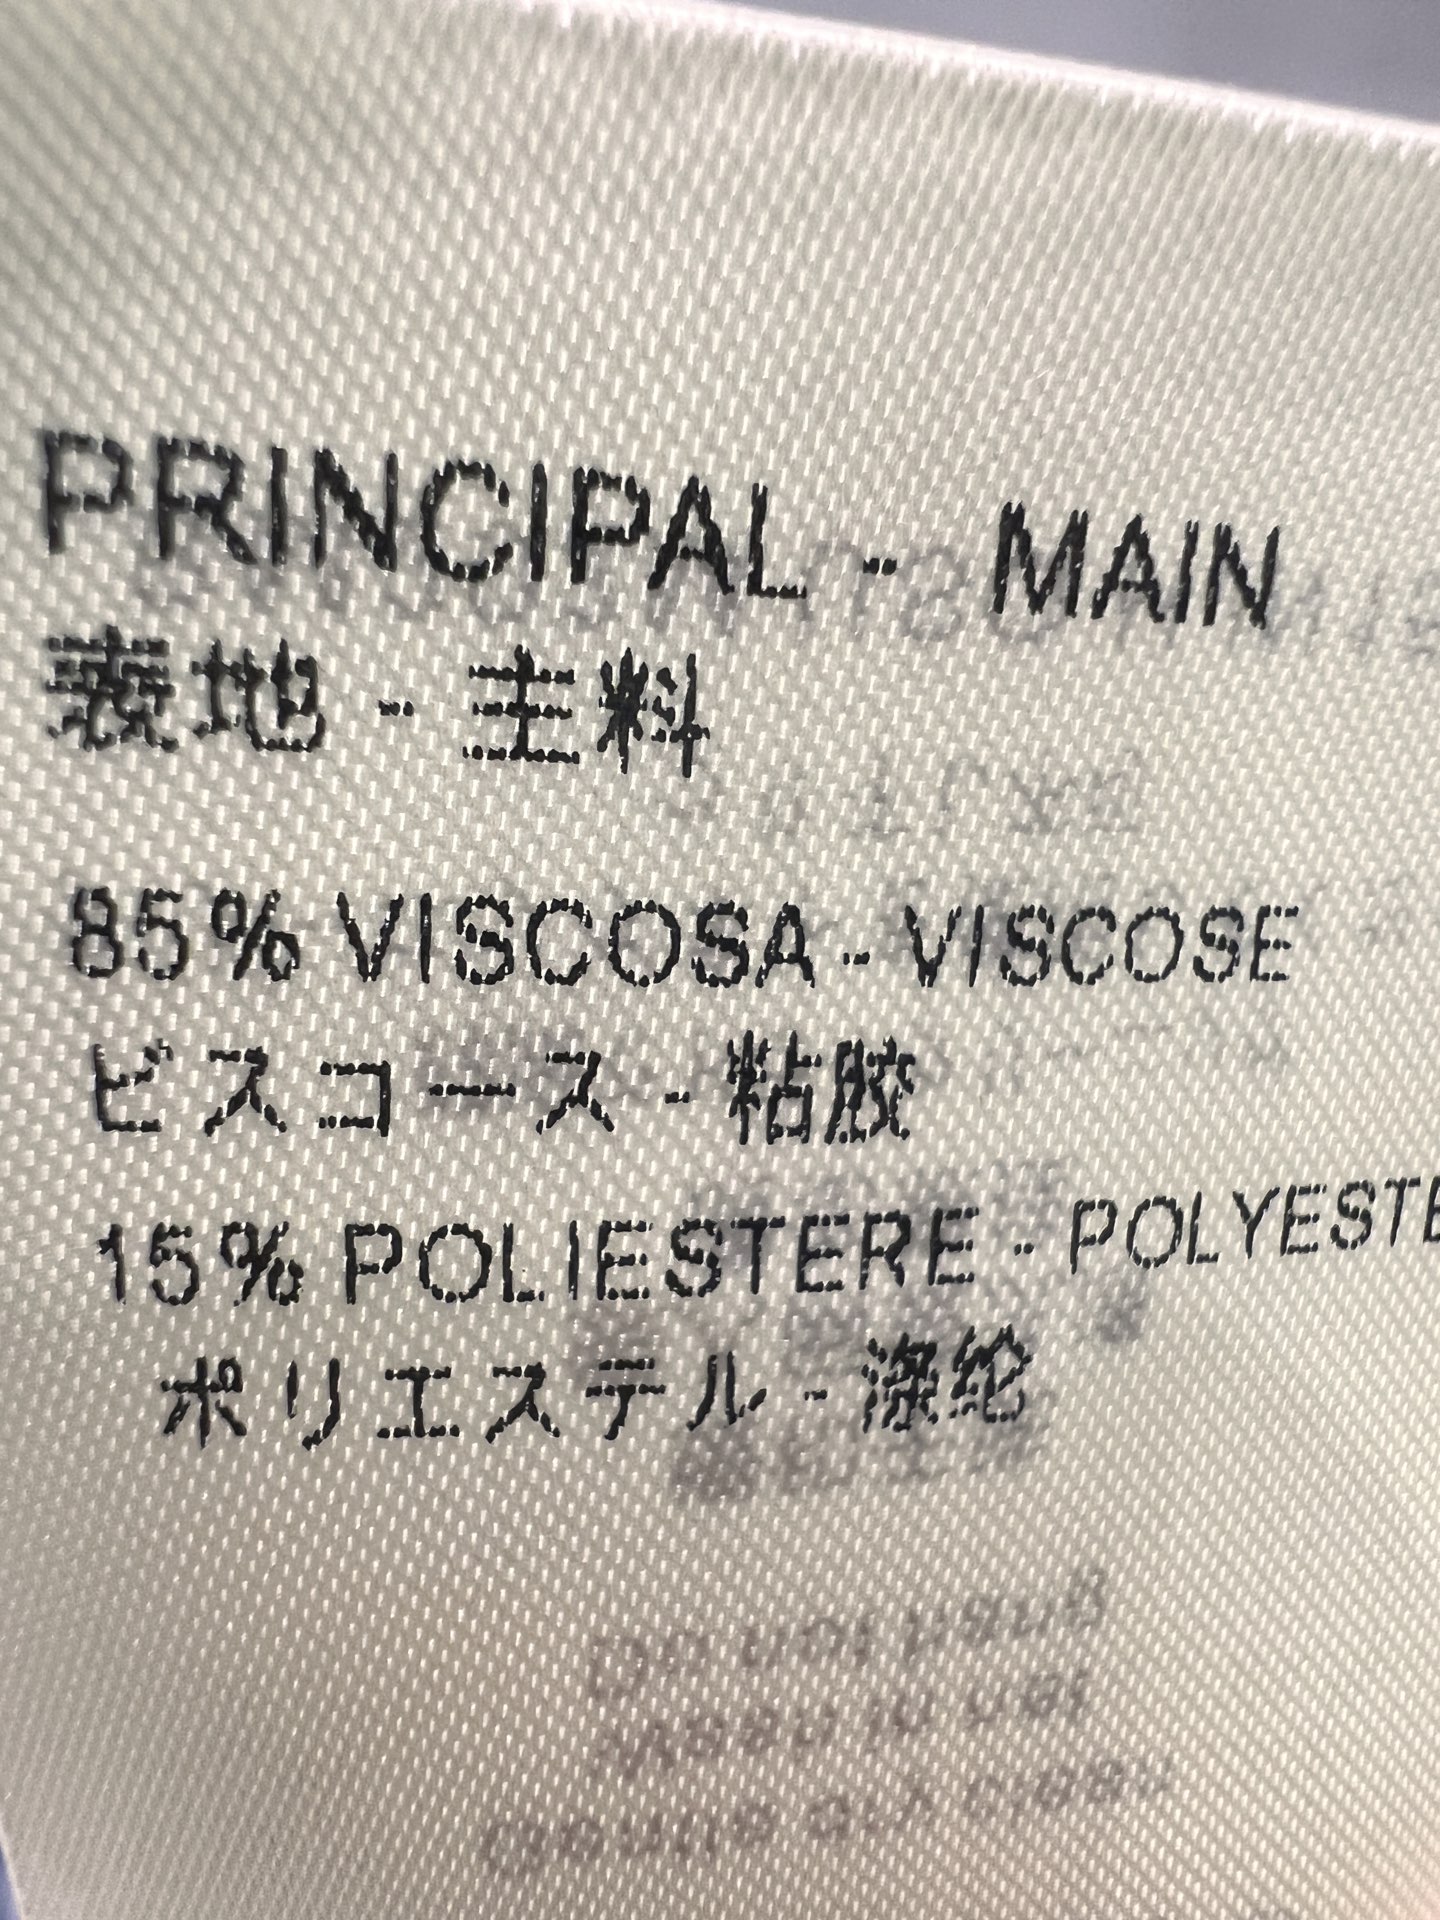 PRINCIPAL - MAIN
表地 - 主料
85% VISCOSA - VISCOSE
ビスコース - 粘胶
15% POLIESTERE - POLYESTE
ポリエステル - 涤纶